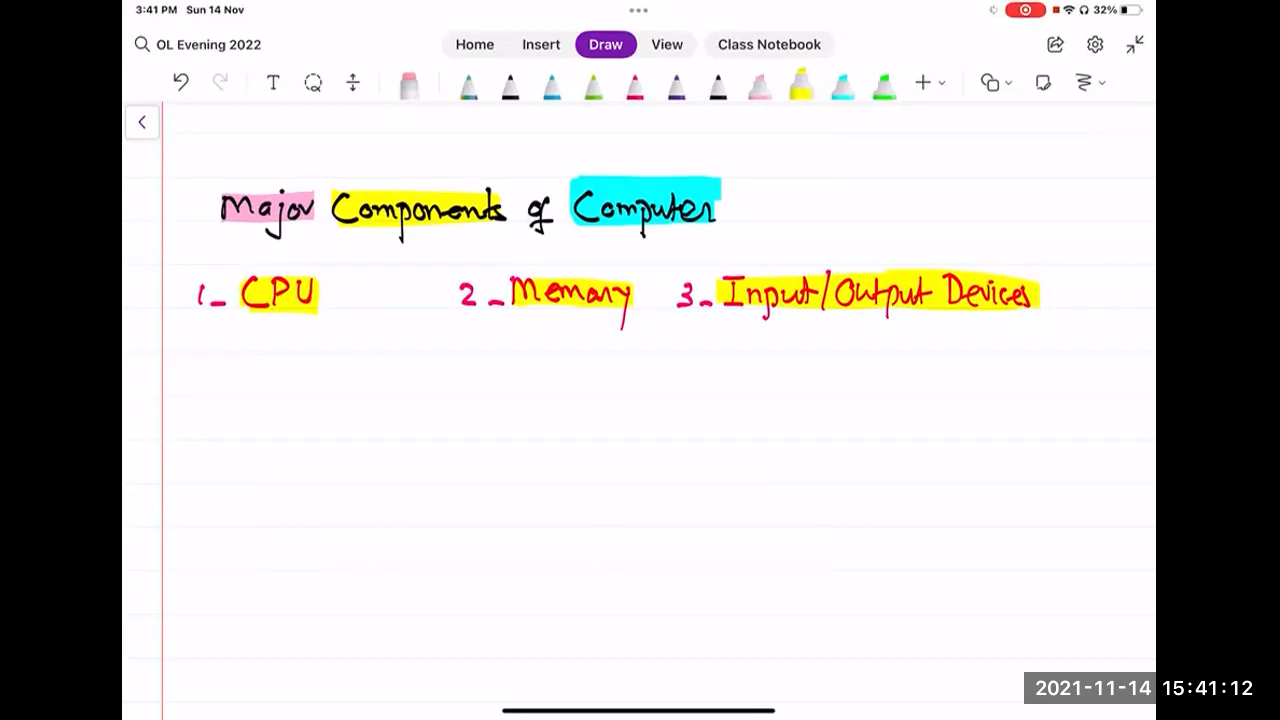 3:41 PM Sun 14 Nov 32%
OL Evening 2022 Home Insert Draw View Class Notebook
T
Major Components of Computer
1- CPU 2- Memory 3- Input/Output Devices
2021-11-14 15:41:12